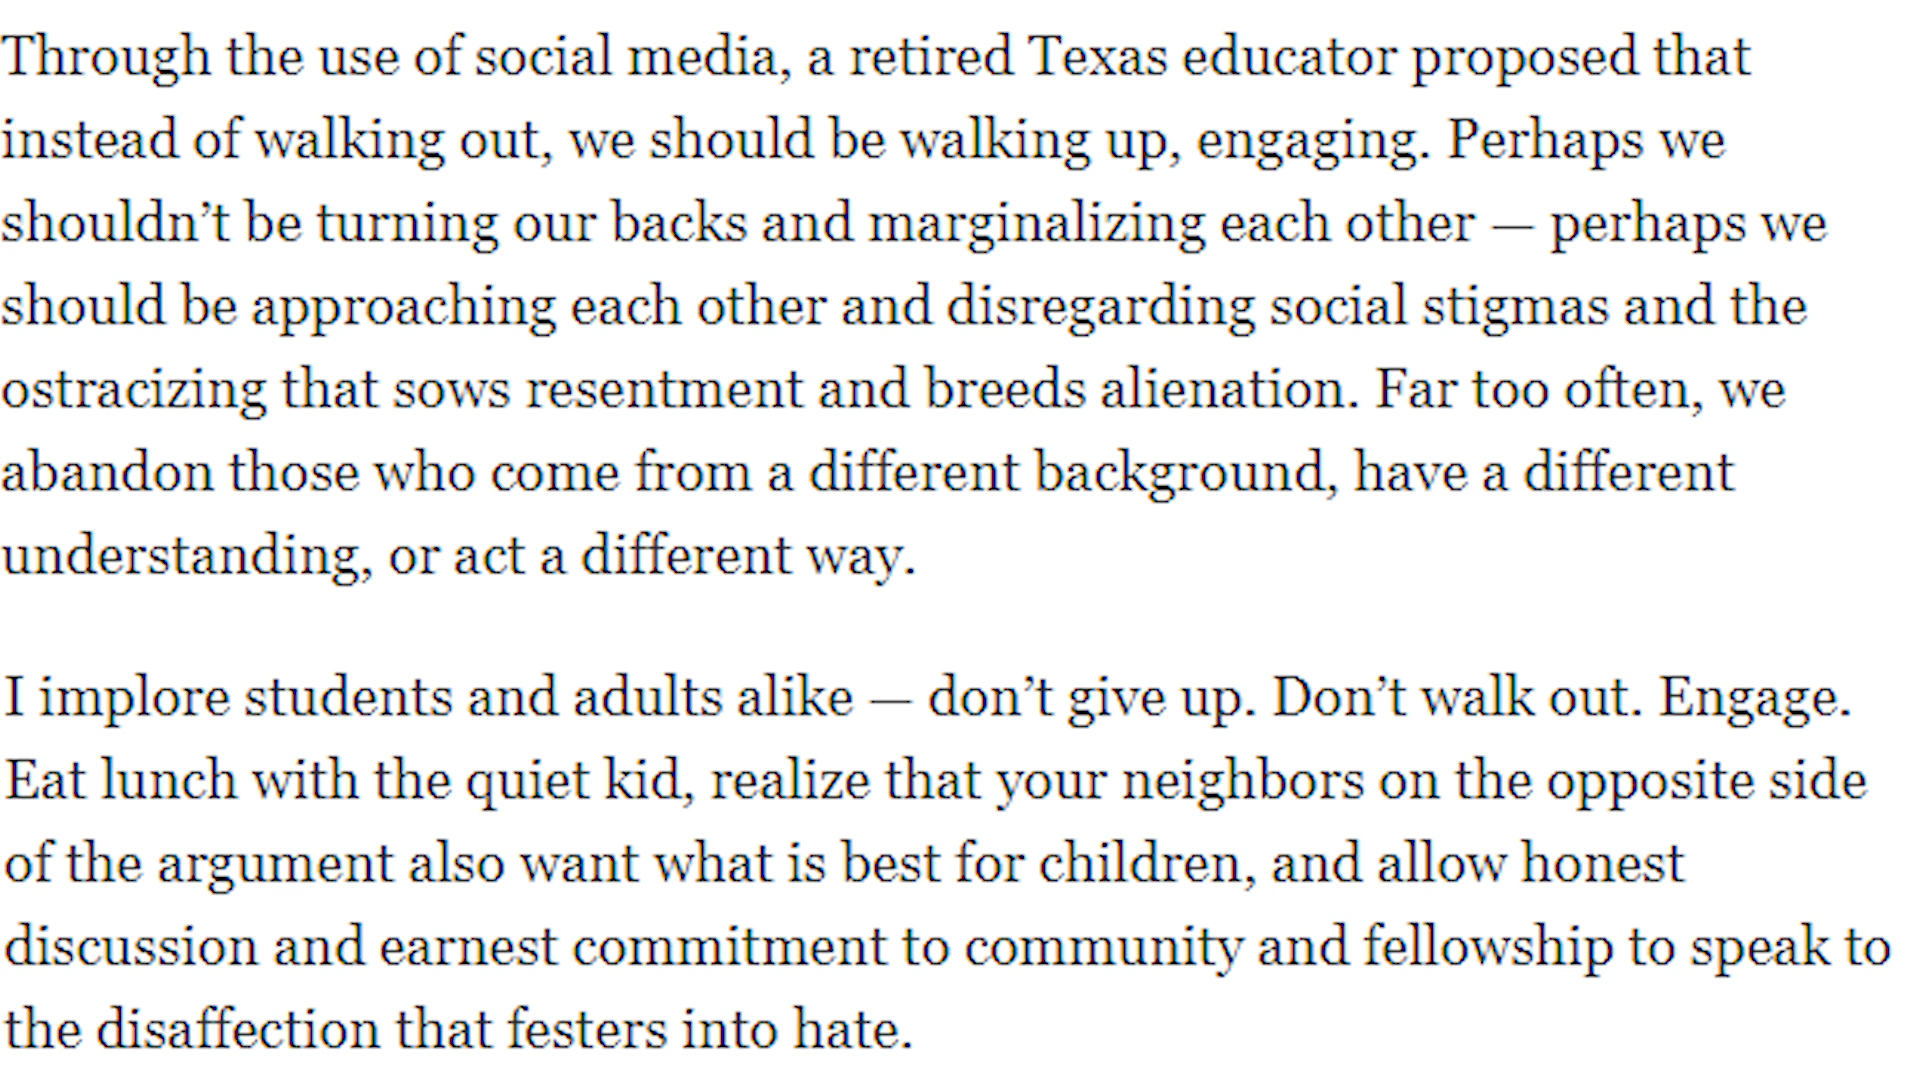 Through the use of social media, a retired Texas educator proposed that
instead of walking out, we should be walking up, engaging. Perhaps we
shouldn’t be turning our backs and marginalizing each other — perhaps we
should be approaching each other and disregarding social stigmas and the
ostracizing that sows resentment and breeds alienation. Far too often, we
abandon those who come from a different background, have a different
understanding, or act a different way.
I implore students and adults alike — don’t give up. Don’t walk out. Engage.
Eat lunch with the quiet kid, realize that your neighbors on the opposite side
of the argument also want what is best for children, and allow honest
discussion and earnest commitment to community and fellowship to speak to
the disaffection that festers into hate.